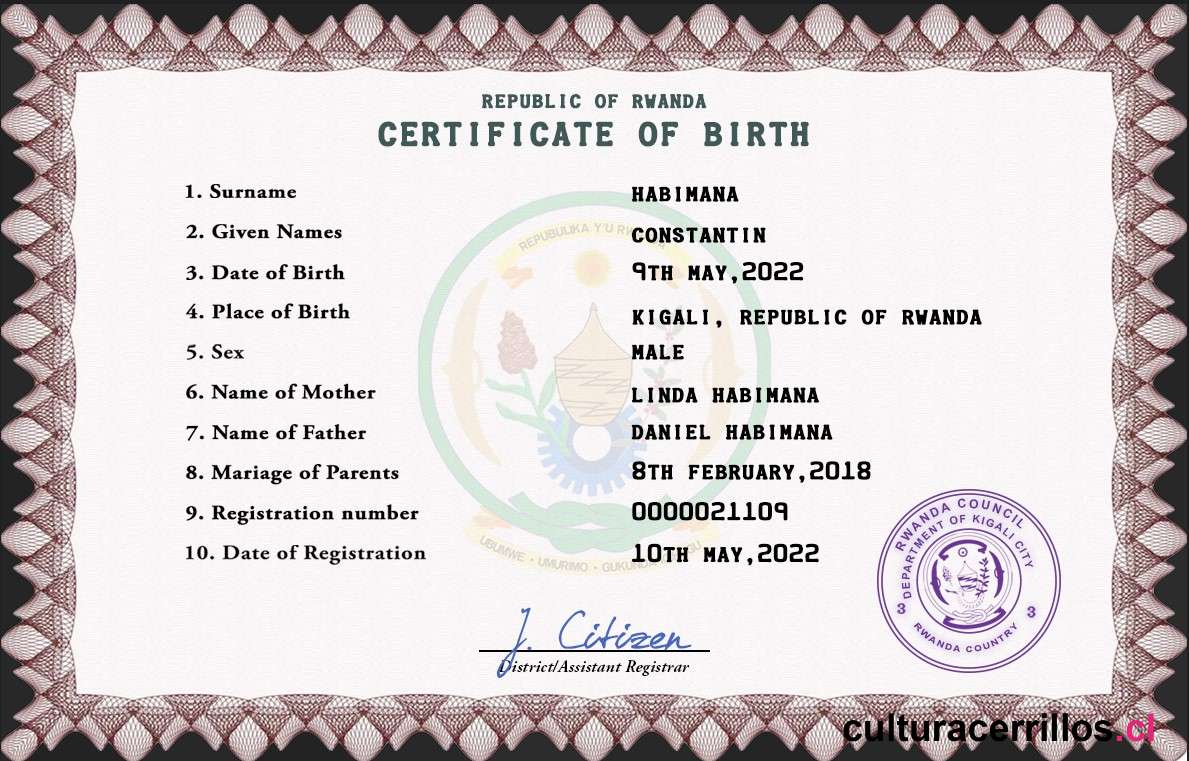 REPUBLIC OF RWANDA
CERTIFICATE OF BIRTH
1. Surname HABIMANA
2. Given Names CONSTANTIN
3. Date of Birth 9TH MAY,2022
4. Place of Birth KIGALI, REPUBLIC OF RWANDA
5. Sex MALE
6. Name of Mother LINDA HABIMANA
7. Name of Father DANIEL HABIMANA
8. Mariage of Parents 8TH FEBRUARY,2018
9. Registration number 0000021109
10. Date of Registration 10TH MAY,2022
REPUBULIKA Y'U
UBUMWE • UMURIMO •
J. Citizen
District/Assistant Registrar
RWANDA COUNCIL
DEPARTMENT OF KIGALI CITY
3 3
RWANDA COUNTRY
culturacerrillos.cl